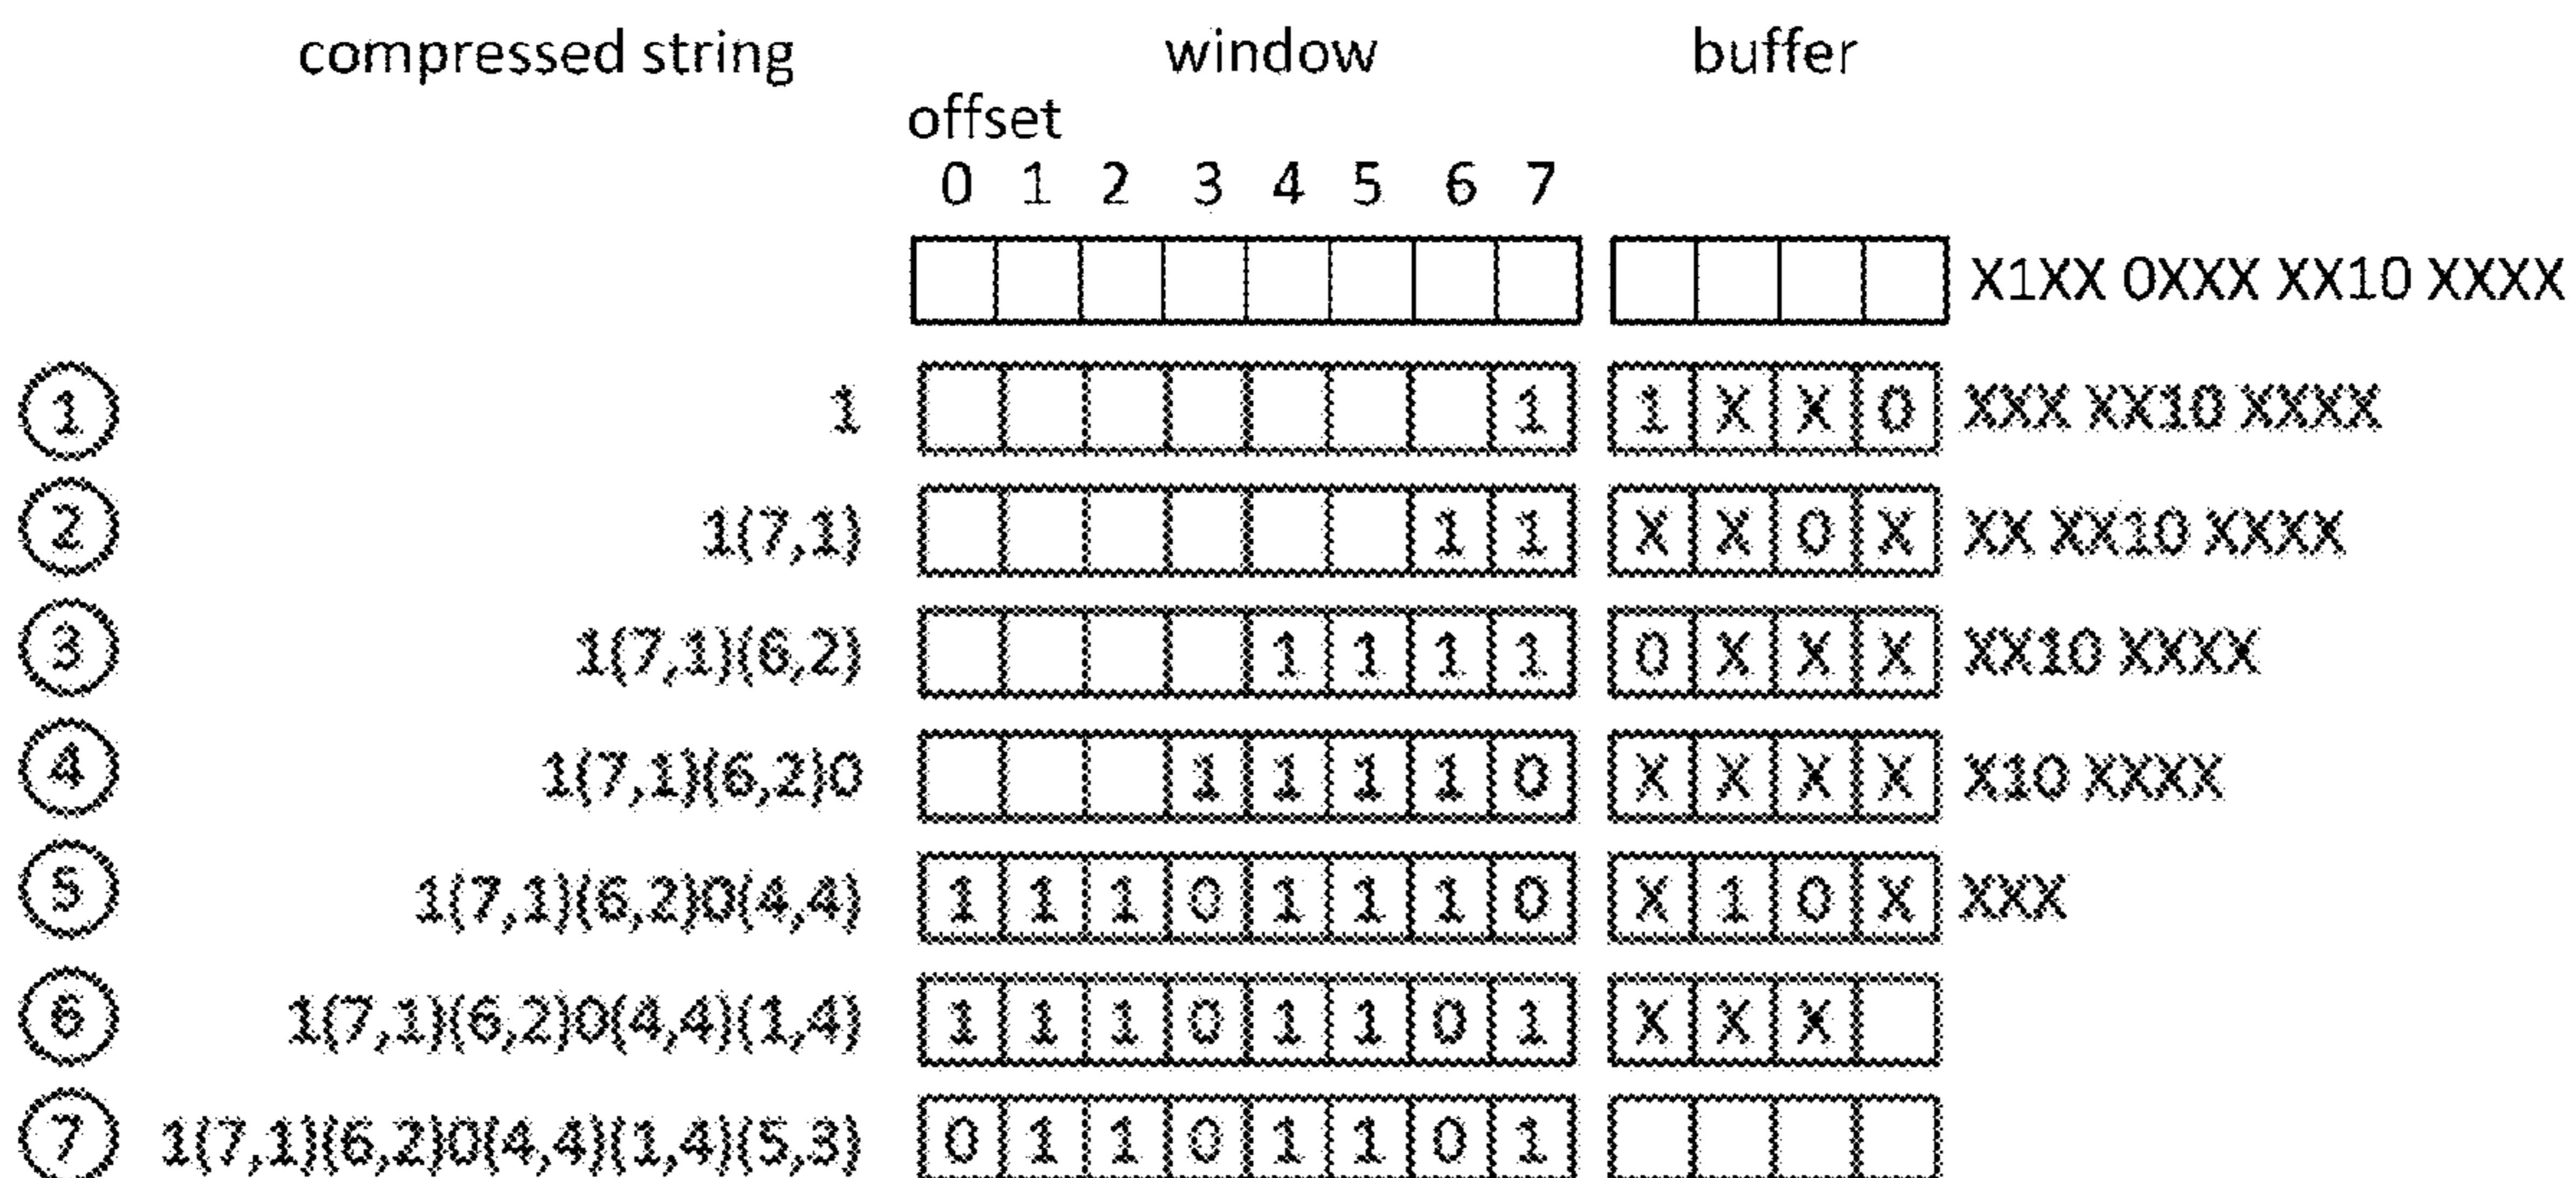 compressed string window buffer
offset
0 1 2 3 4 5 6 7
X1XX 0XXX XX10 XXXX
1 1 1 1 X X 0 XXX XX10 XXXX
2 1(7,1) 1 1 X X 0 X XX XX10 XXXX
3 1(7,1)(6,2) 1 1 1 1 0 X X X XX10 XXXX
4 1(7,1)(6,2)0 1 1 1 1 0 X X X X X10 XXXX
5 1(7,1)(6,2)0(4,4) 1 1 1 0 1 1 1 0 X 1 0 X XXX
6 1(7,1)(6,2)0(4,4)(1,4) 1 1 1 0 1 1 0 1 X X X
7 1(7,1)(6,2)0(4,4)(1,4)(5,3) 0 1 1 0 1 1 0 1